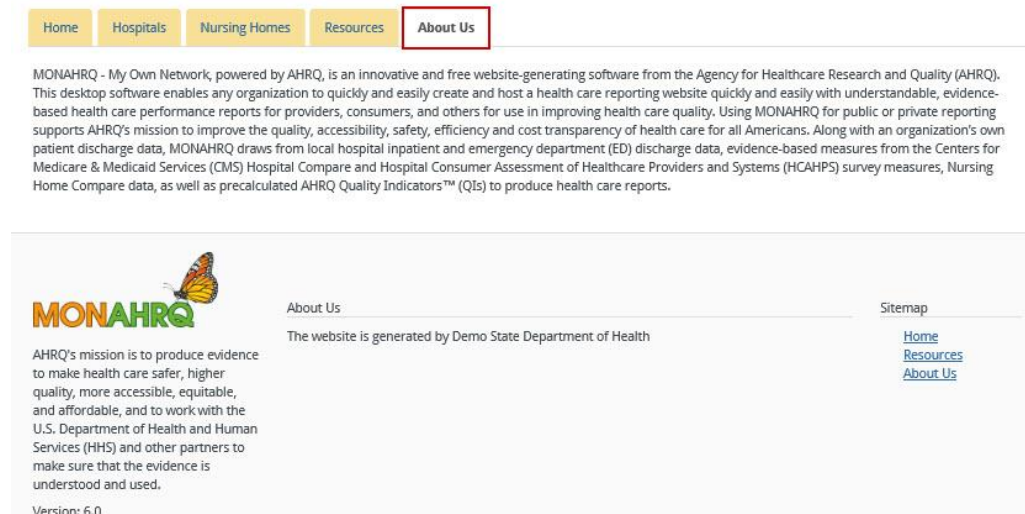 Home Hospitals Nursing Homes Resources About Us
MONAHRQ - My Own Network, powered by AHRQ, is an innovative and free website-generating software from the Agency for Healthcare Research and Quality (AHRQ).
This desktop software enables any organization to quickly and easily create and host a health care reporting website quickly and easily with understandable, evidence-
based health care performance reports for providers, consumers, and others for use in improving health care quality. Using MONAHRQ for public or private reporting
supports AHRQ's mission to improve the quality, accessibility, safety, efficiency and cost transparency of health care for all Americans. Along with an organization's own
patient discharge data, MONAHRQ draws from local hospital inpatient and emergency department (ED) discharge data, evidence-based measures from the Centers for
Medicare & Medicaid Services (CMS) Hospital Compare and Hospital Consumer Assessment of Healthcare Providers and Systems (HCAHPS) survey measures, Nursing
Home Compare data, as well as precalculated AHRQ Quality Indicators™ (QIs) to produce health care reports.
MONAHRQ
AHRQ's mission is to produce evidence
to make health care safer, higher
quality, more accessible, equitable,
and affordable, and to work with the
U.S. Department of Health and Human
Services (HHS) and other partners to
make sure that the evidence is
understood and used.
Version: 6.0
About Us
The website is generated by Demo State Department of Health
Sitemap
Home
Resources
About Us